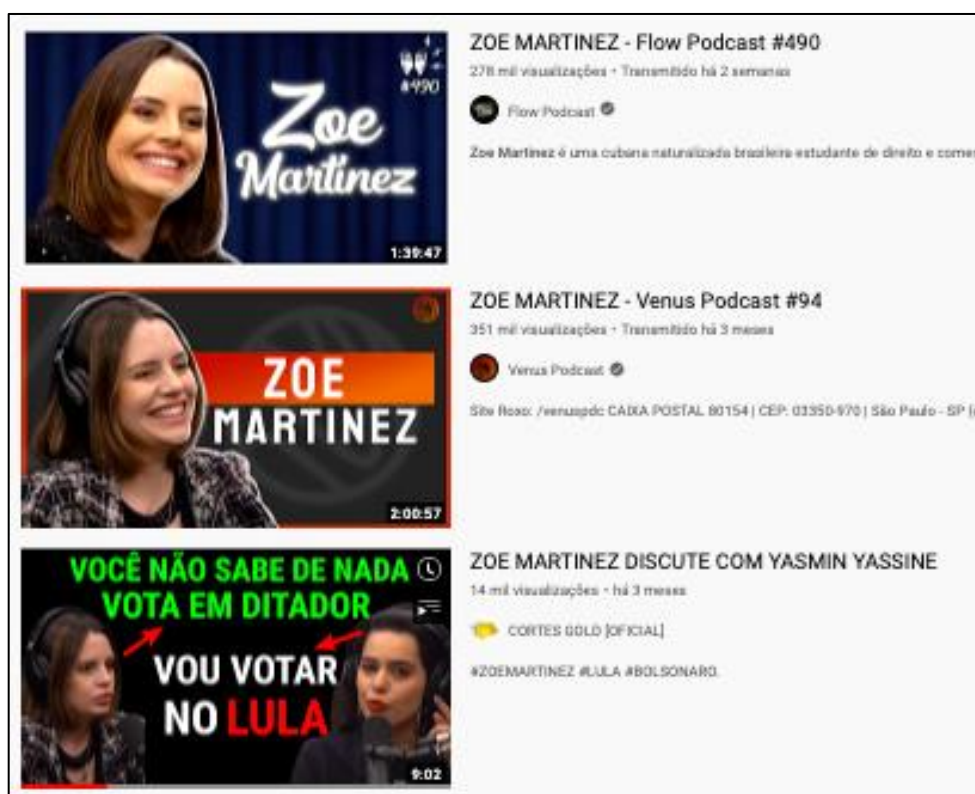 #490
Zoe
Martinez
1:39:47
ZOE MARTINEZ - Flow Podcast #490
278 mil visualizações • Transmitido há 2 semanas
Flow Podcast
Zoe Martinez é uma cubana naturalizada brasileira estudante de direito e comen
ZOE
MARTINEZ
2:00:57
ZOE MARTINEZ - Venus Podcast #94
351 mil visualizações • Transmitido há 3 meses
Venus Podcast
Site Roxo: /venuspdc CAIXA POSTAL 80154 | CEP: 03350-970 | São Paulo - SP
VOCÊ NÃO SABE DE NADA
VOTA EM DITADOR
VOU VOTAR
NO LULA
9:02
ZOE MARTINEZ DISCUTE COM YASMIN YASSINE
14 mil visualizações • há 3 meses
CORTES GOLD [OFICIAL]
#ZOEMARTINEZ #LULA #BOLSONARO.